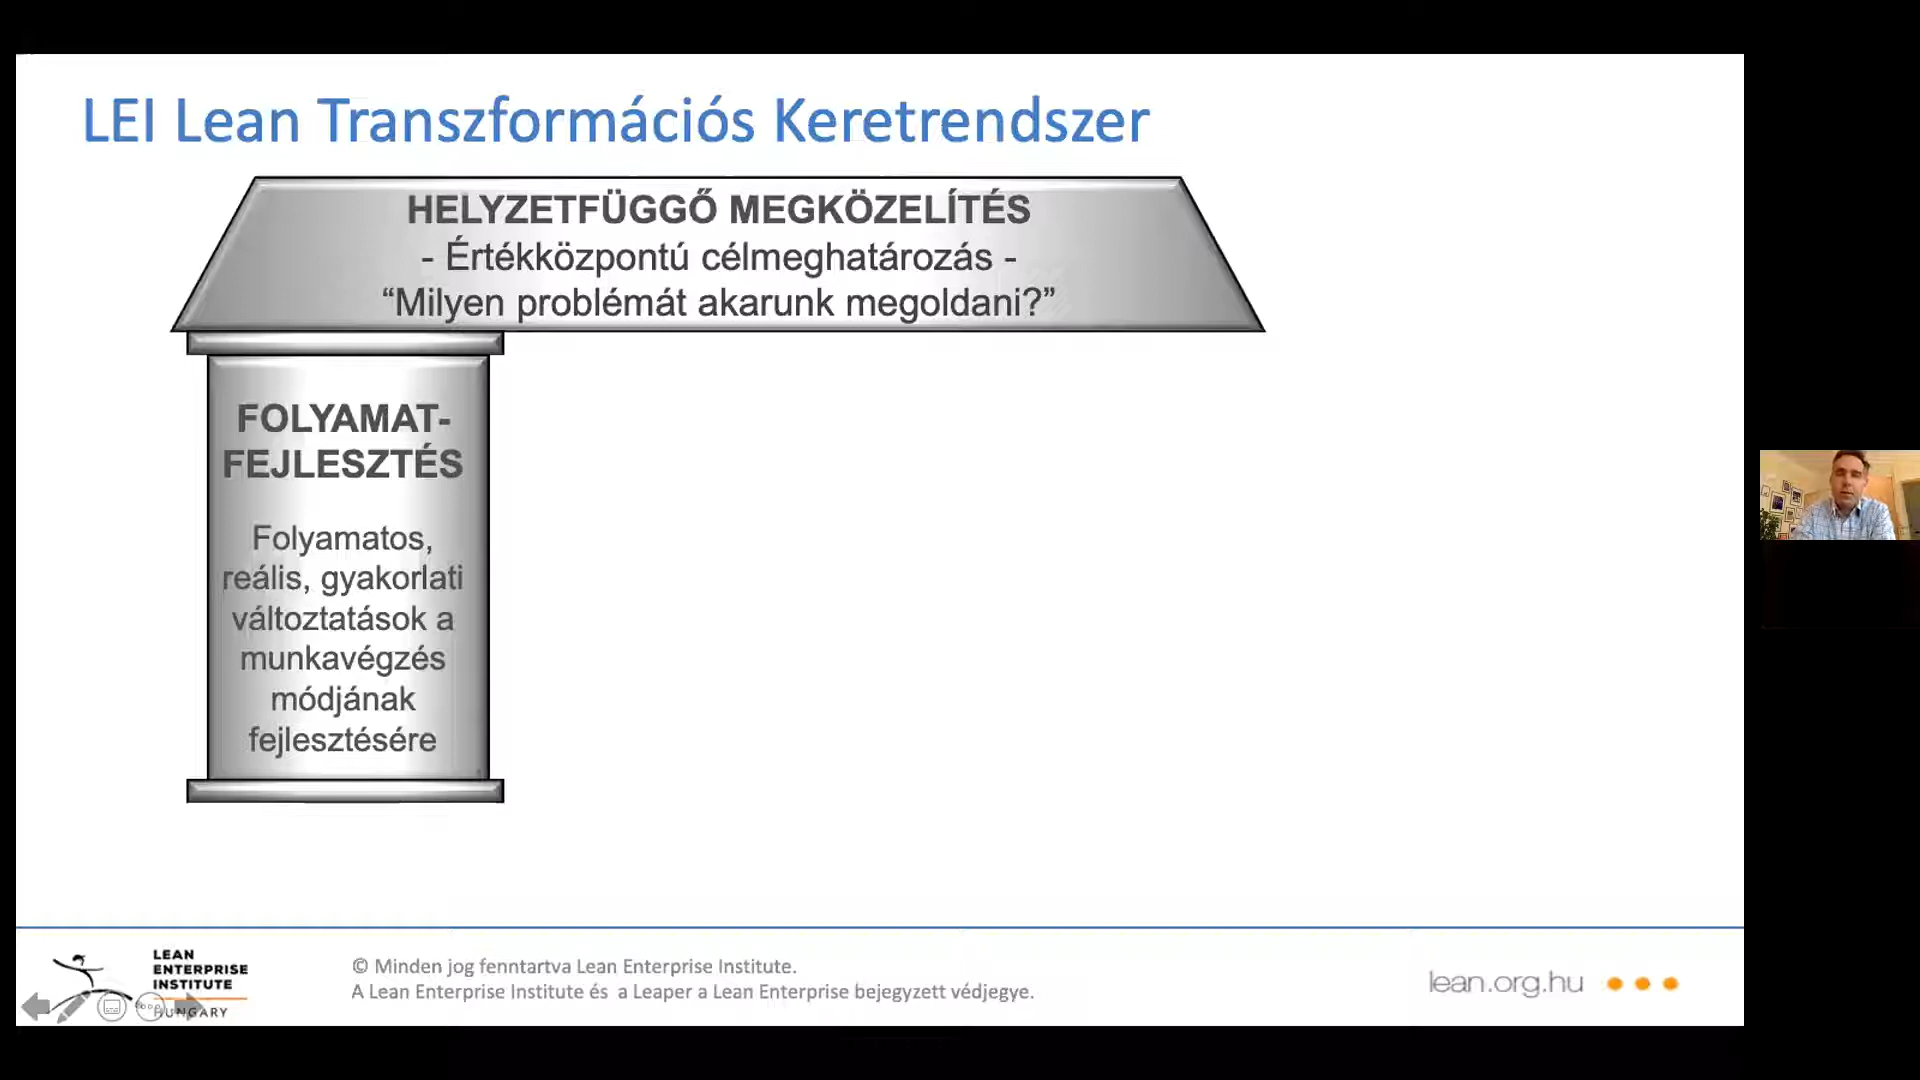 LEI Lean Transzformációs Keretrendszer
HELYZETFÜGGŐ MEGKÖZELÍTÉS
- Értékközpontú célmeghatározás -
“Milyen problémát akarunk megoldani?”
FOLYAMAT-
FEJLESZTÉS
Folyamatos,
reális, gyakorlati
változtatások a
munkavégzés
módjának
fejlesztésére
LEAN
ENTERPRISE
INSTITUTE
HUNGARY
© Minden jog fenntartva Lean Enterprise Institute.
A Lean Enterprise Institute és a Leaper a Lean Enterprise bejegyzett védjegye.
lean.org.hu